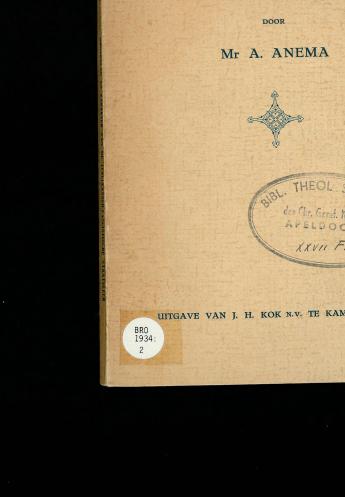 DOOR
Mr A. ANEMA
BIBL. THEOL. S
der Chr. Geref.
APELDOO
XXVII F
UITGAVE VAN J. H. KOK N.V. TE KAM
BRO
1934:
2